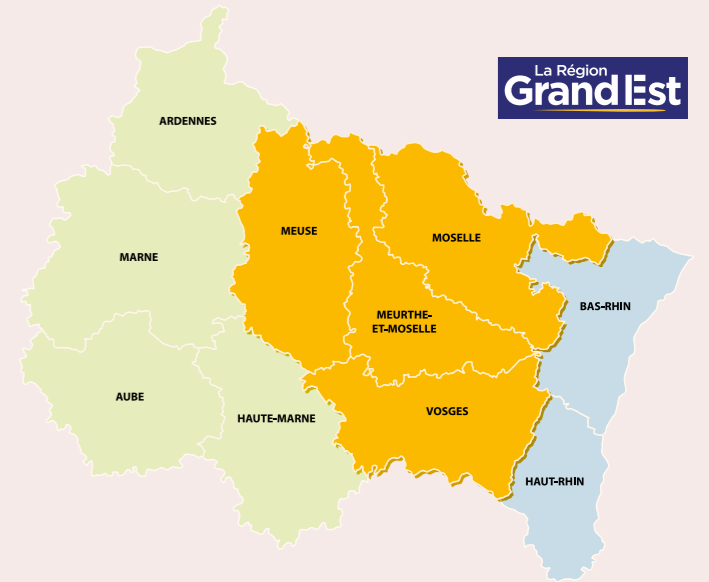 La Région
Grand Est
ARDENNES
MEUSE
MOSELLE
MARNE
BAS-RHIN
MEURTHE-
ET-MOSELLE
AUBE
HAUTE-MARNE
VOSGES
HAUT-RHIN